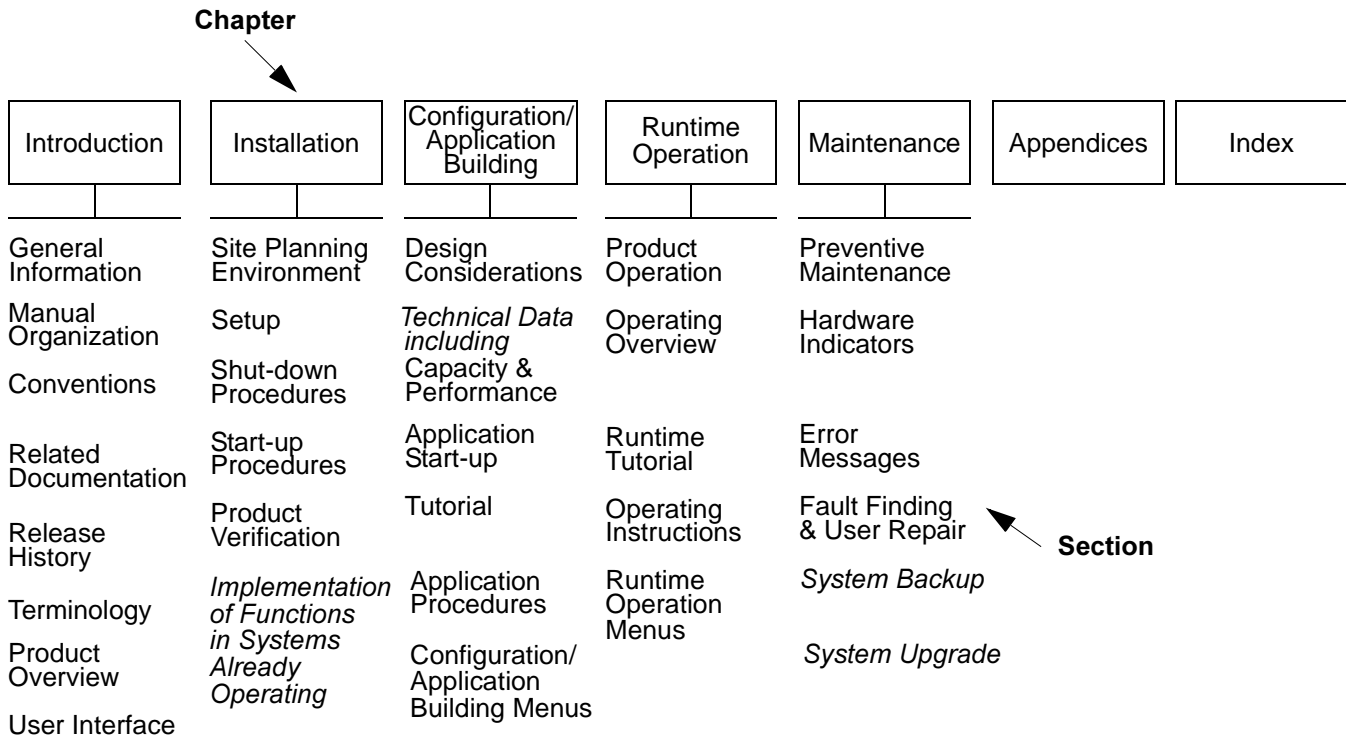 Chapter
Introduction
Installation
Configuration/
Application
Building
Runtime
Operation
Maintenance
Appendices
Index
General
Information
Manual
Organization
Conventions
Related
Documentation
Release
History
Terminology
Product
Overview
User Interface
Site Planning
Environment
Setup
Shut-down
Procedures
Start-up
Procedures
Product
Verification
Implementation
of Functions
in Systems
Already
Operating
Design
Considerations
Technical Data
including
Capacity &
Performance
Application
Start-up
Tutorial
Application
Procedures
Configuration/
Application
Building Menus
Product
Operation
Operating
Overview
Runtime
Tutorial
Operating
Instructions
Runtime
Operation
Menus
Preventive
Maintenance
Hardware
Indicators
Error
Messages
Fault Finding
& User Repair
System Backup
System Upgrade
Section